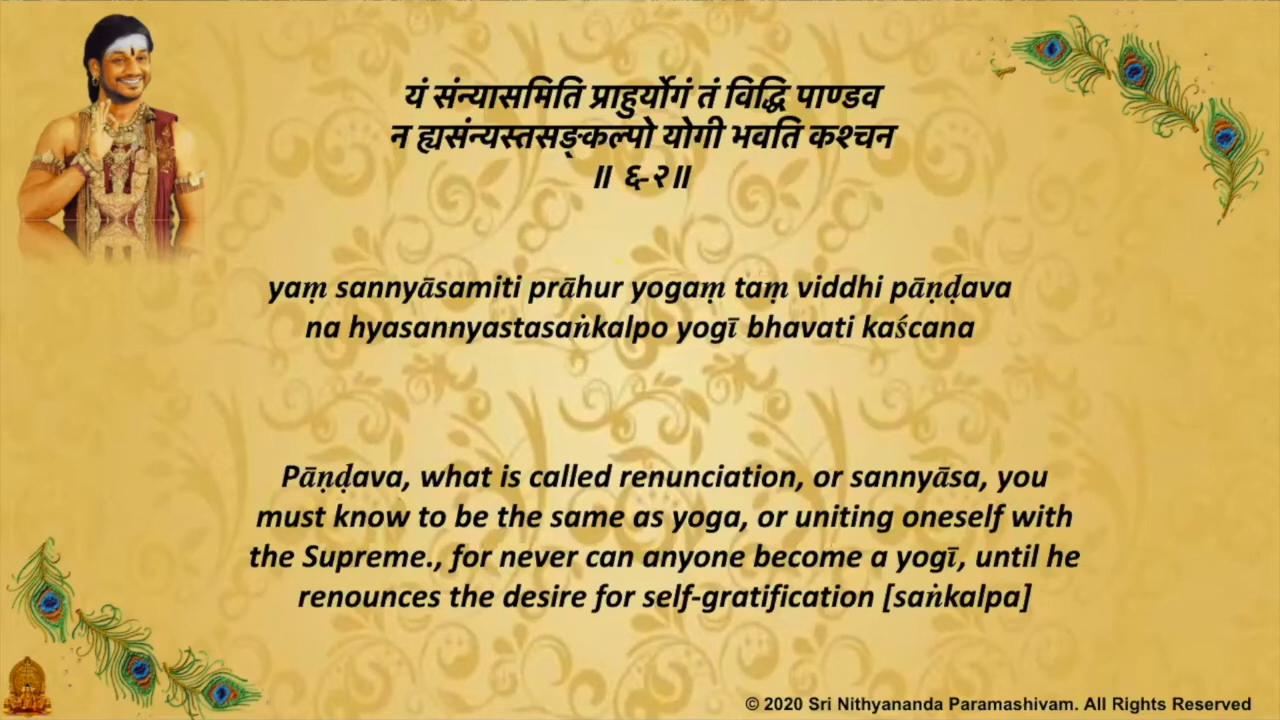 यं संन्यासमिति प्राहुर्योगं तं विद्धि पाण्डव
न ह्यसंन्यस्तसङ्कल्पो योगी भवति कश्चन
॥ ६-२॥
yaṃ sannyāsamiti prāhur yogaṃ taṃ viddhi pāṇḍava
na hyasannyastasaṅkalpo yogī bhavati kaścana
Pāṇḍava, what is called renunciation, or sannyāsa, you
must know to be the same as yoga, or uniting oneself with
the Supreme., for never can anyone become a yogī, until he
renounces the desire for self-gratification [saṅkalpa]
© 2020 Sri Nithyananda Paramashivam. All Rights Reserved